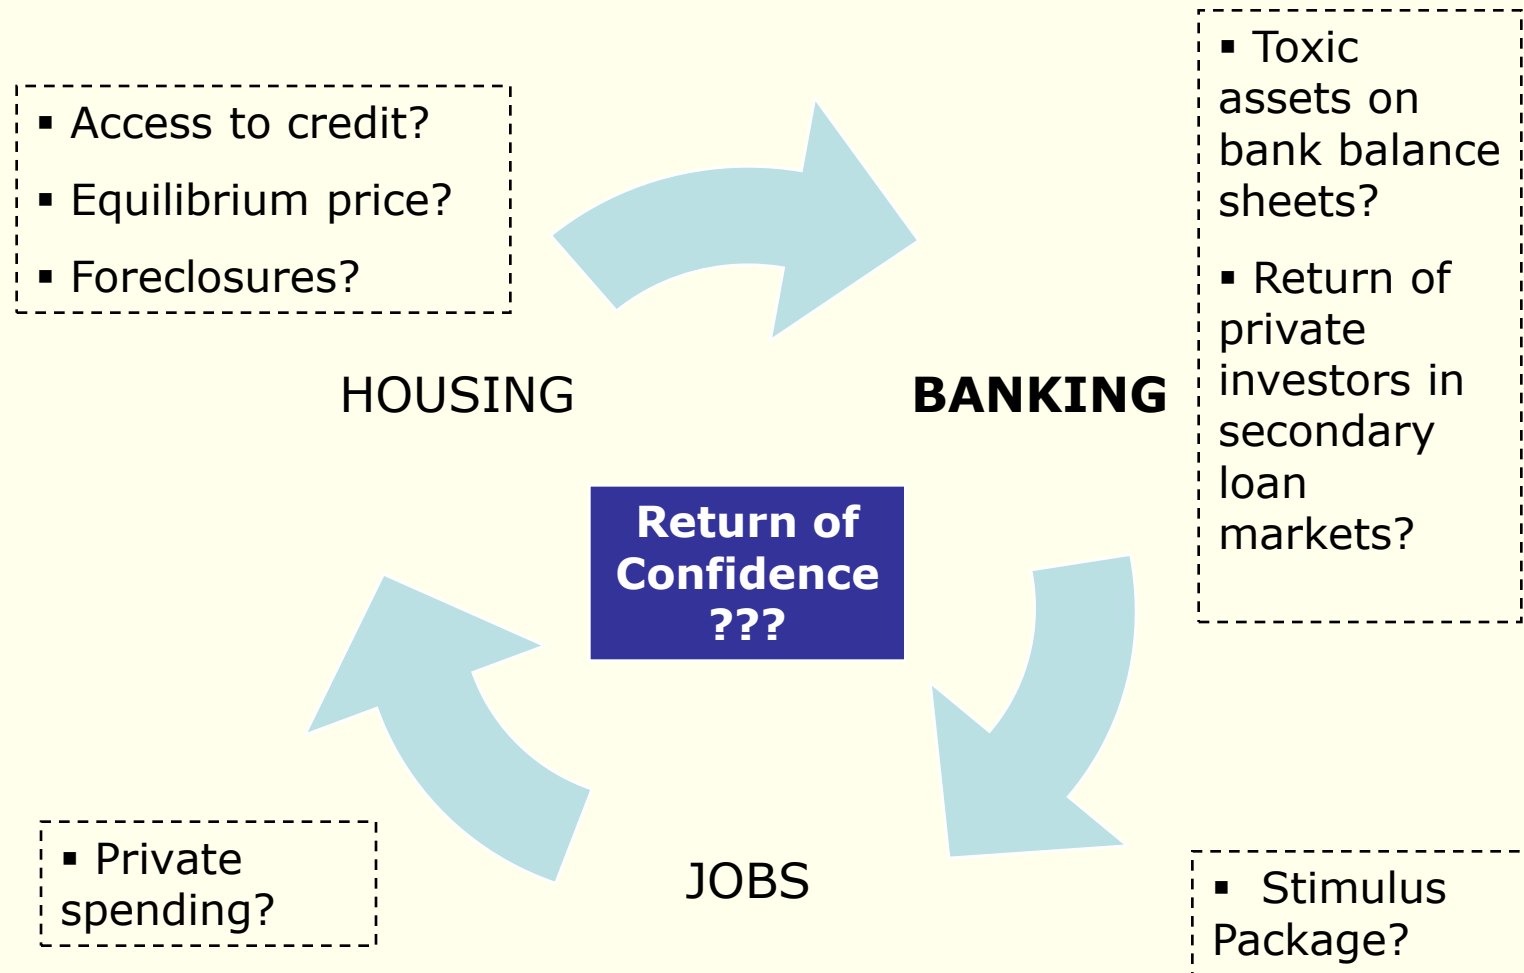 ▪ Access to credit?
▪ Equilibrium price?
▪ Foreclosures?
▪ Toxic
assets on
bank balance
sheets?
▪ Return of
private
investors in
secondary
loan
markets?
HOUSING
BANKING
Return of
Confidence
???
▪ Private
spending?
JOBS
▪ Stimulus
Package?